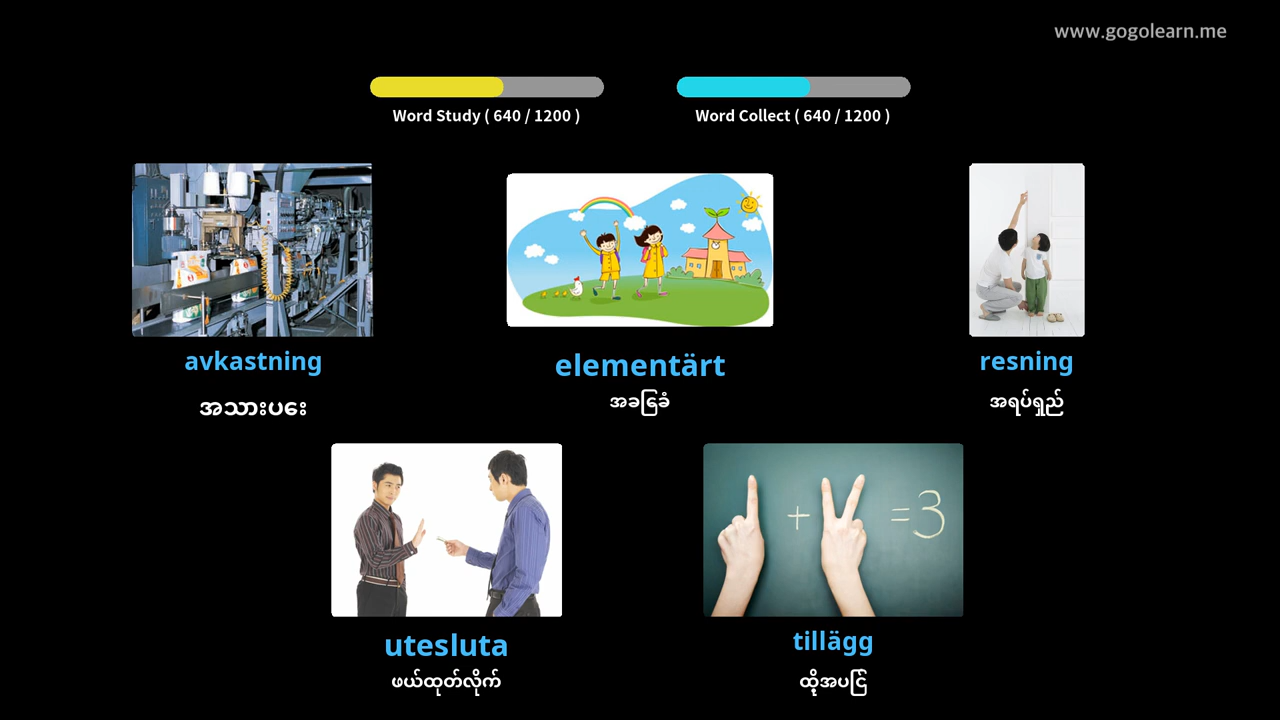 www.gogolearn.me
Word Study ( 640 / 1200 )
Word Collect ( 640 / 1200 )
avkastning
elementärt
resning
အသားပေး
အခြေခံ
အရပ်ရှည်
+ =3
utesluta
tillägg
ဖယ်ထုတ်လိုက်
ထို့အပြင်